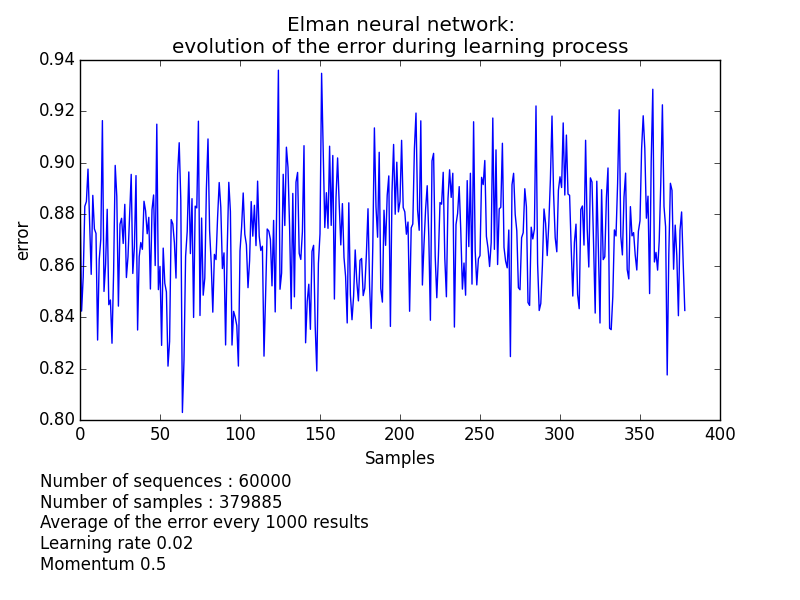 Elman neural network:
evolution of the error during learning process
0.94
0.92
0.90
0.88
0.86
0.84
0.82
0.80
error
0 50 100 150 200 250 300 350 400
Samples
Number of sequences : 60000
Number of samples : 379885
Average of the error every 1000 results
Learning rate 0.02
Momentum 0.5